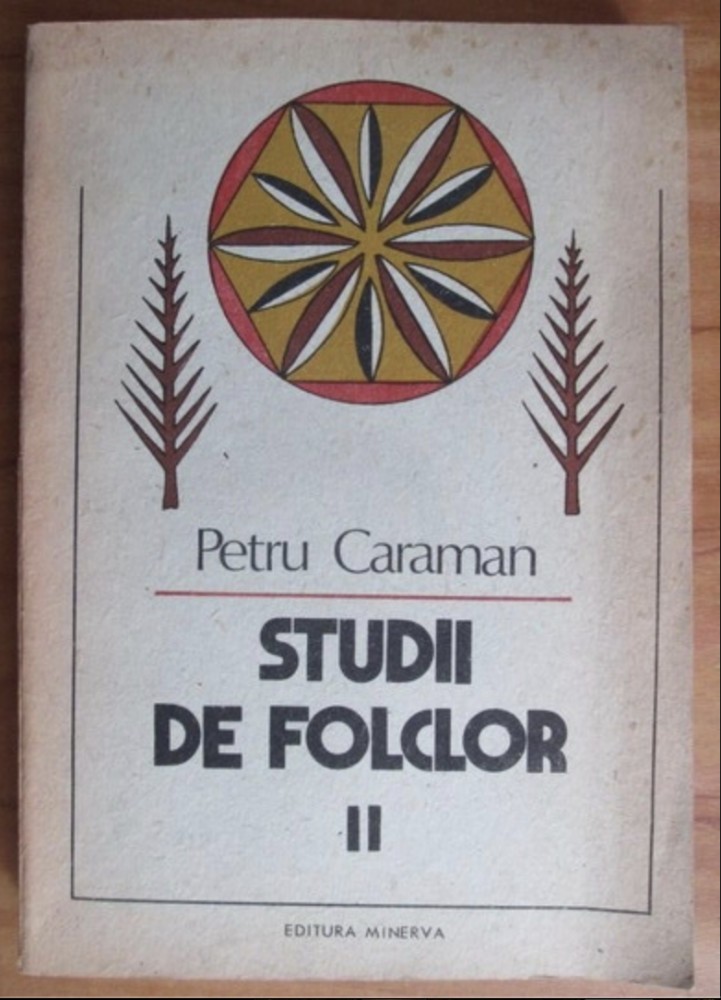 Petru Caraman
STUDII
DE FOLCLOR
II
EDITURA MINERVA